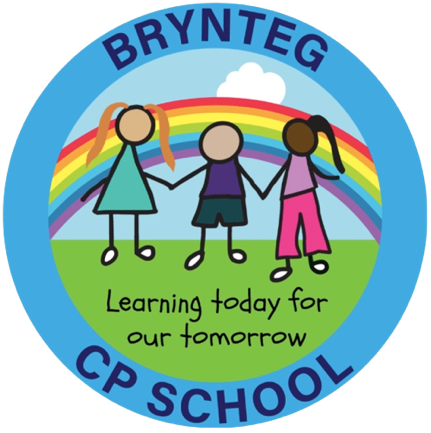 BRYNTEG
Learning today for
our tomorrow
CP SCHOOL